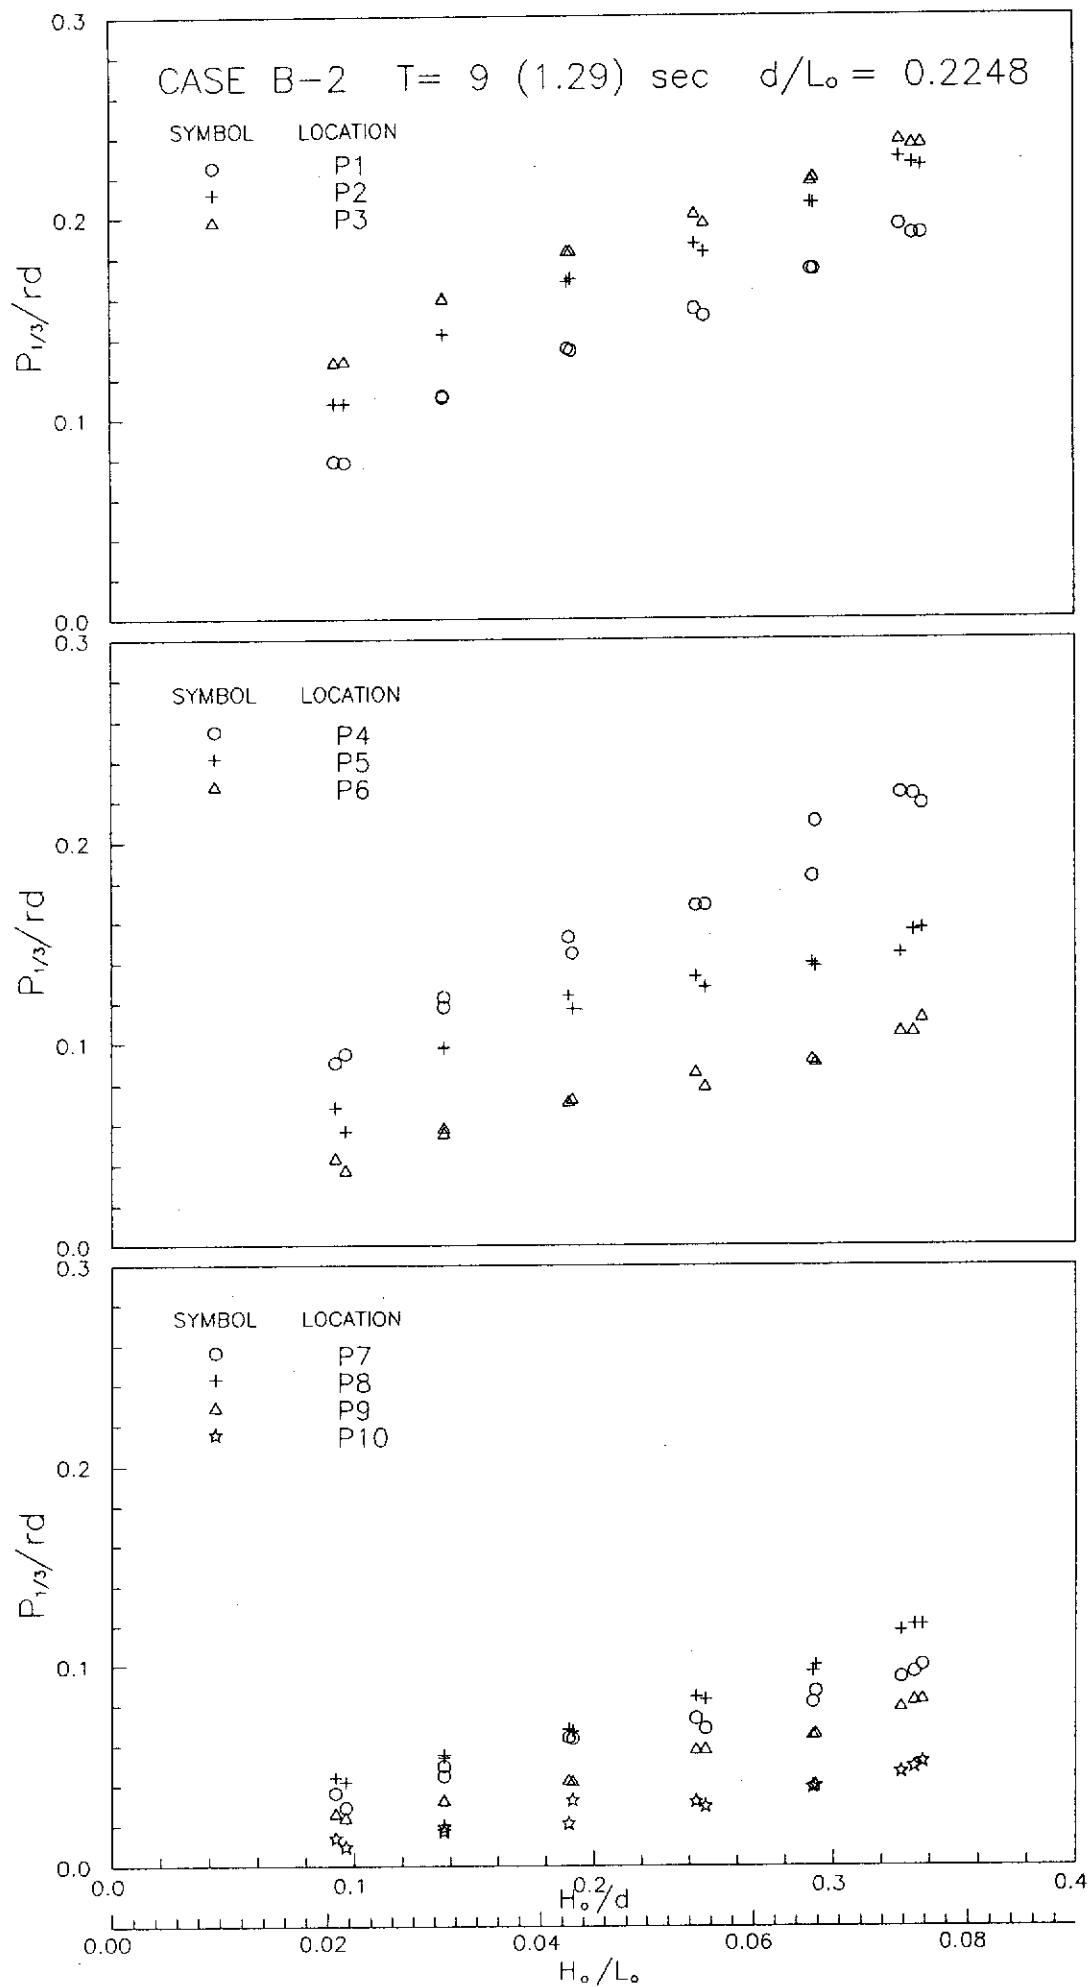 0.3
CASE B-2 T= 9 (1.29) sec d/L₀ = 0.2248
SYMBOL LOCATION
P1
P2
P3
0.2
P₁/₃/rd
0.1
0.0
0.3
SYMBOL LOCATION
P4
P5
P6
0.2
P₁/₃/rd
0.1
0.0
0.3
SYMBOL LOCATION
P7
P8
P9
P10
0.2
P₁/₃/rd
0.1
0.0
0.0 0.1 0.2 0.3 0.4
H₀/d
0.00 0.02 0.04 0.06 0.08
H₀/L₀